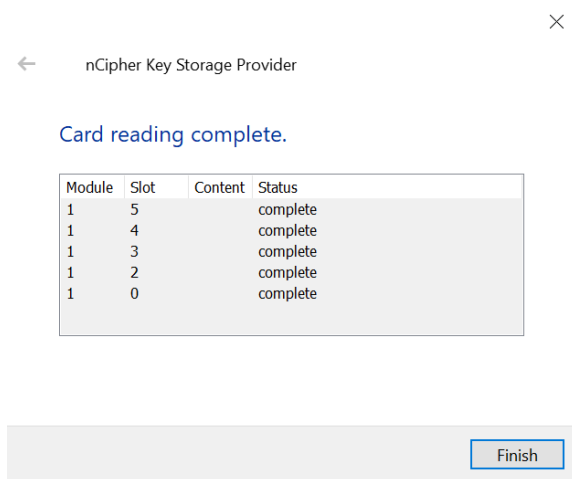 nCipher Key Storage Provider
Card reading complete.
Module Slot Content Status
1 5 complete
1 4 complete
1 3 complete
1 2 complete
1 0 complete
Finish